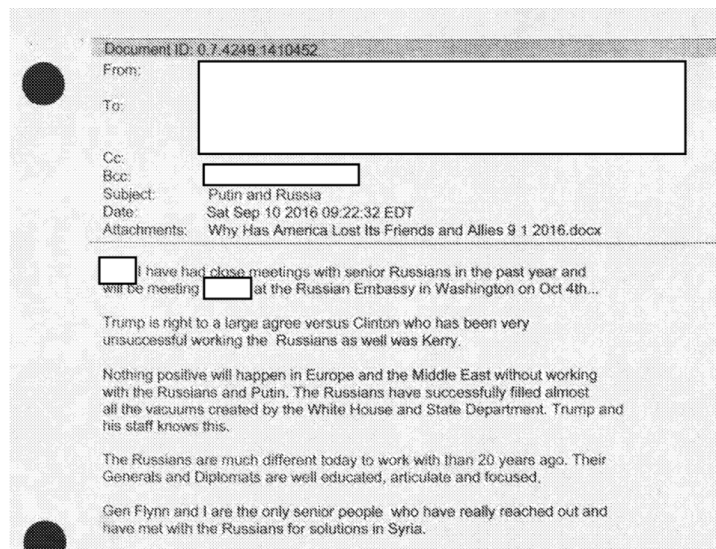 Document ID: 0.7.4249.1410452
From:
To:
Cc:
Bcc:
Subject: Putin and Russia
Date: Sat Sep 10 2016 09:22:32 EDT
Attachments: Why Has America Lost Its Friends and Allies 9 1 2016.docx
I have had close meetings with senior Russians in the past year and
will be meeting at the Russian Embassy in Washington on Oct 4th...
Trump is right to a large agree versus Clinton who has been very
unsuccessful working the Russians as well was Kerry.
Nothing positive will happen in Europe and the Middle East without working
with the Russians and Putin. The Russians have successfully filled almost
all the vacuums created by the White House and State Department. Trump and
his staff knows this.
The Russians are much different today to work with than 20 years ago. Their
Generals and Diplomats are well educated, articulate and focused.
Gen Flynn and I are the only senior people who have really reached out and
have met with the Russians for solutions in Syria.